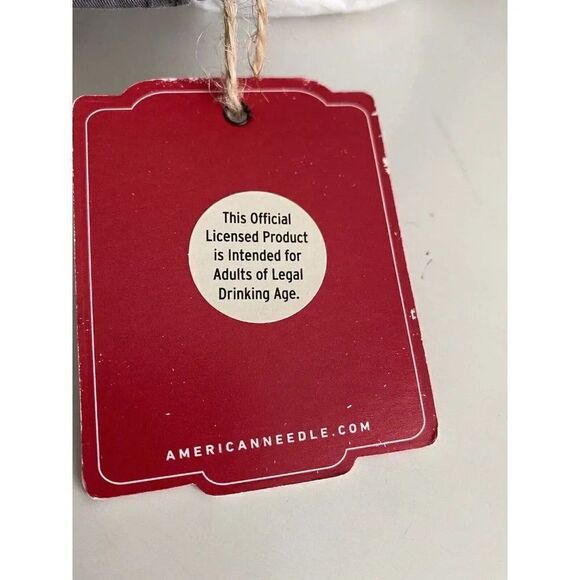 This Official
Licensed Product
is Intended for
Adults of Legal
Drinking Age.
AMERICANNEEDLE.COM